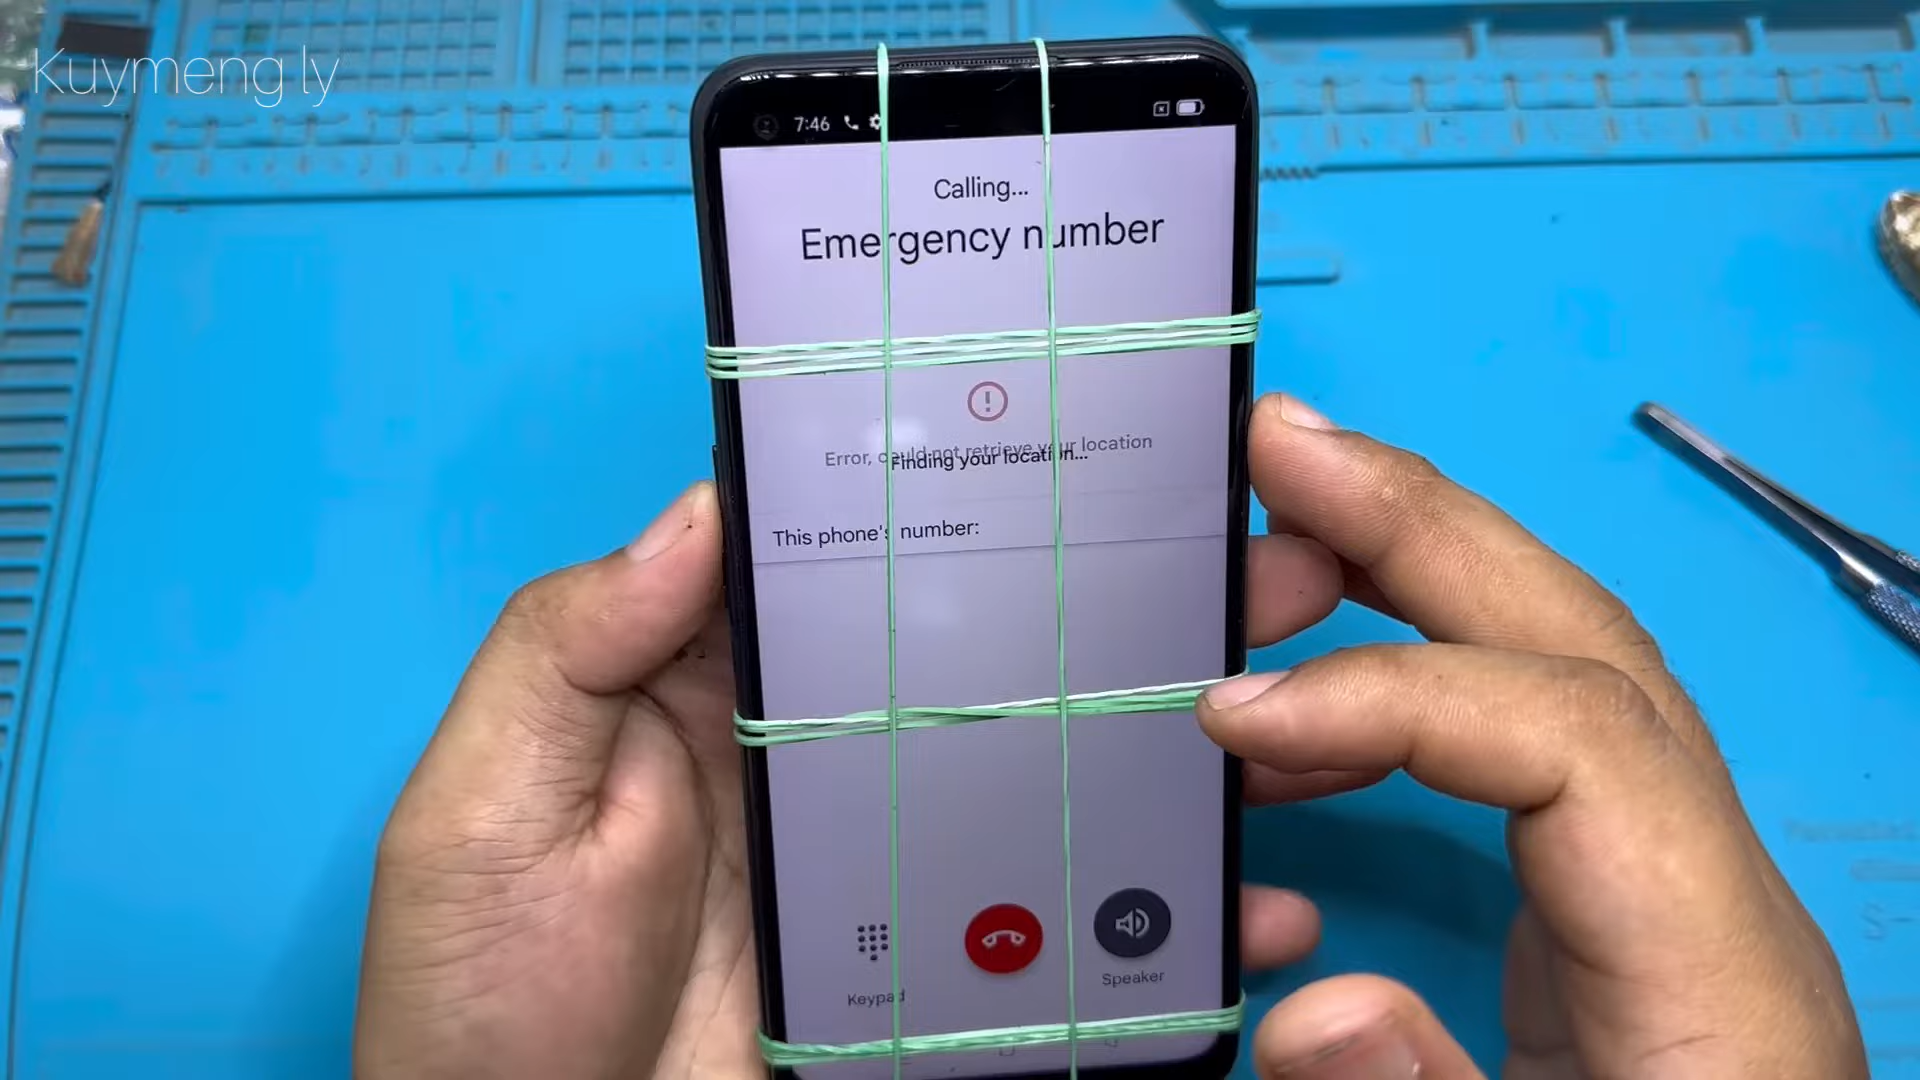 Kuymeng ly
7:46
Calling...
Emergency number
Error, could not retrieve your location
Finding your location...
This phone's number:
Keypad
Speaker